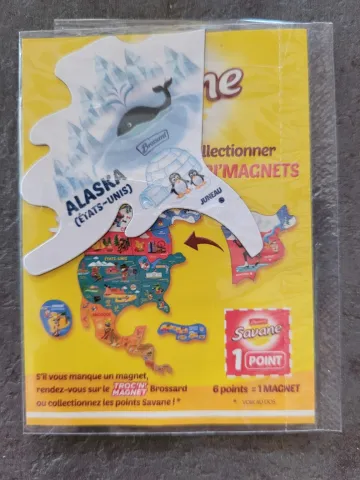 ne
Brossard
collectionner
'N'MAGNETS
ALASKA
(ÉTATS-UNIS)
JUNEAU
Savane
1
POINT
S'il vous manque un magnet,
rendez-vous sur le TROC'N' MAGNET Brossard
ou collectionnez les points Savane ! *
6 points = 1 MAGNET